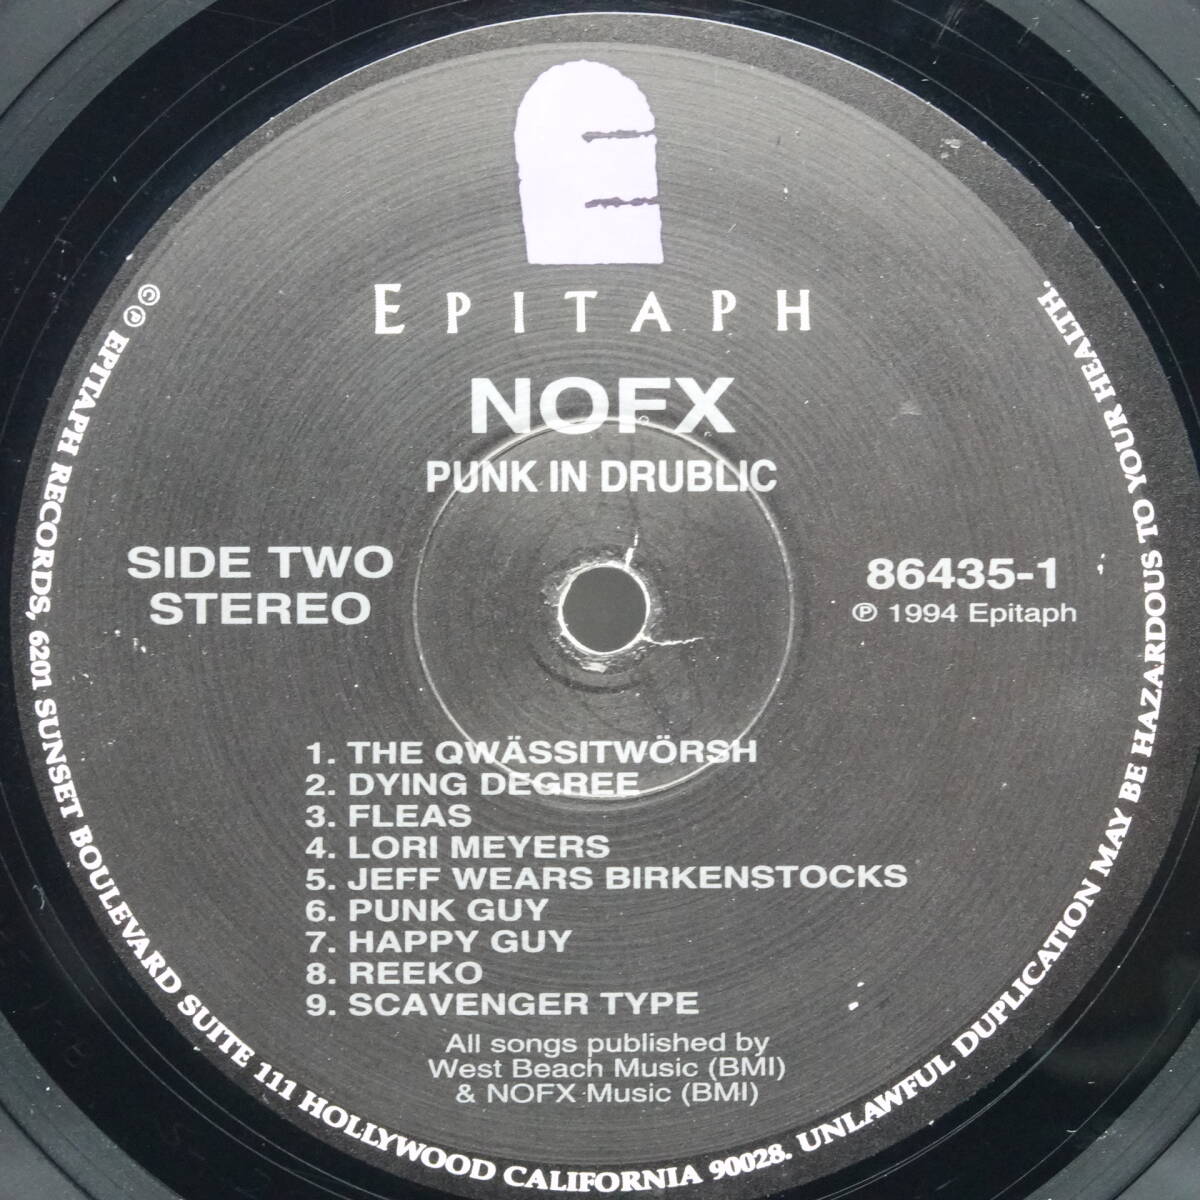 E
EPITAPH
NOFX
PUNK IN DRUBLIC
SIDE TWO
STEREO
86435-1
℗ 1994 Epitaph
1. THE QWÄSSITWÖRSH
2. DYING DEGREE
3. FLEAS
4. LORI MEYERS
5. JEFF WEARS BIRKENSTOCKS
6. PUNK GUY
7. HAPPY GUY
8. REEKO
9. SCAVENGER TYPE
All songs published by
West Beach Music (BMI)
& NOFX Music (BMI)
© ℗ EPITAPH RECORDS, 6201 SUNSET BOULEVARD SUITE 111 HOLLYWOOD CALIFORNIA 90028. UNLAWFUL DUPLICATION MAY BE HAZARDOUS TO YOUR HEALTH.